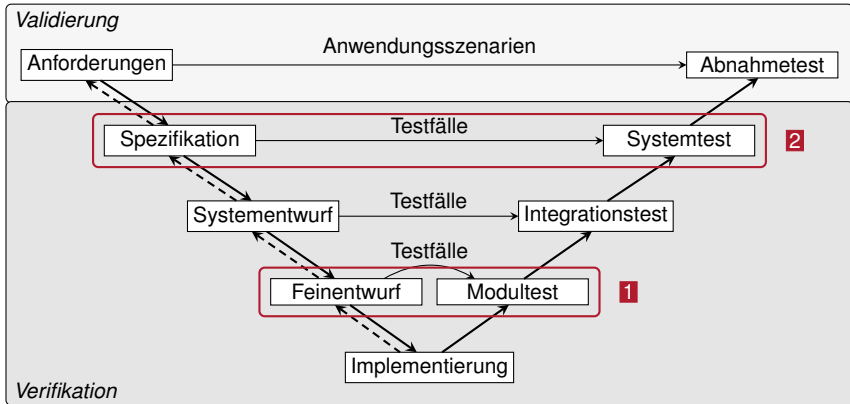 Validierung
Anwendungsszenarien
Anforderungen
Abnahmetest
Testfälle
Spezifikation
Systemtest
2
Testfälle
Systementwurf
Integrationstest
Testfälle
Feinentwurf
Modultest
1
Implementierung
Verifikation